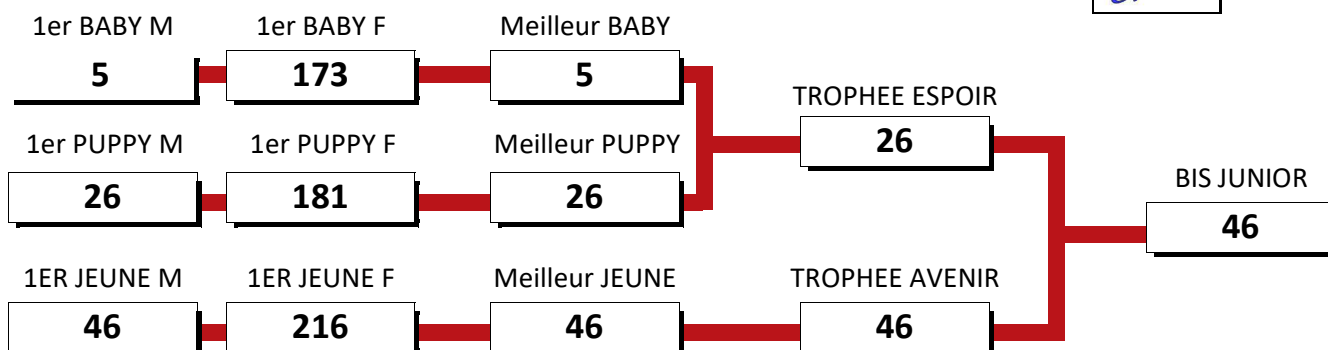 1er BABY M 1er BABY F Meilleur BABY
5 173 5
TROPHEE ESPOIR
26
1er PUPPY M 1er PUPPY F Meilleur PUPPY
26 181 26
BIS JUNIOR
46
1ER JEUNE M 1ER JEUNE F Meilleur JEUNE TROPHEE AVENIR
46 216 46 46